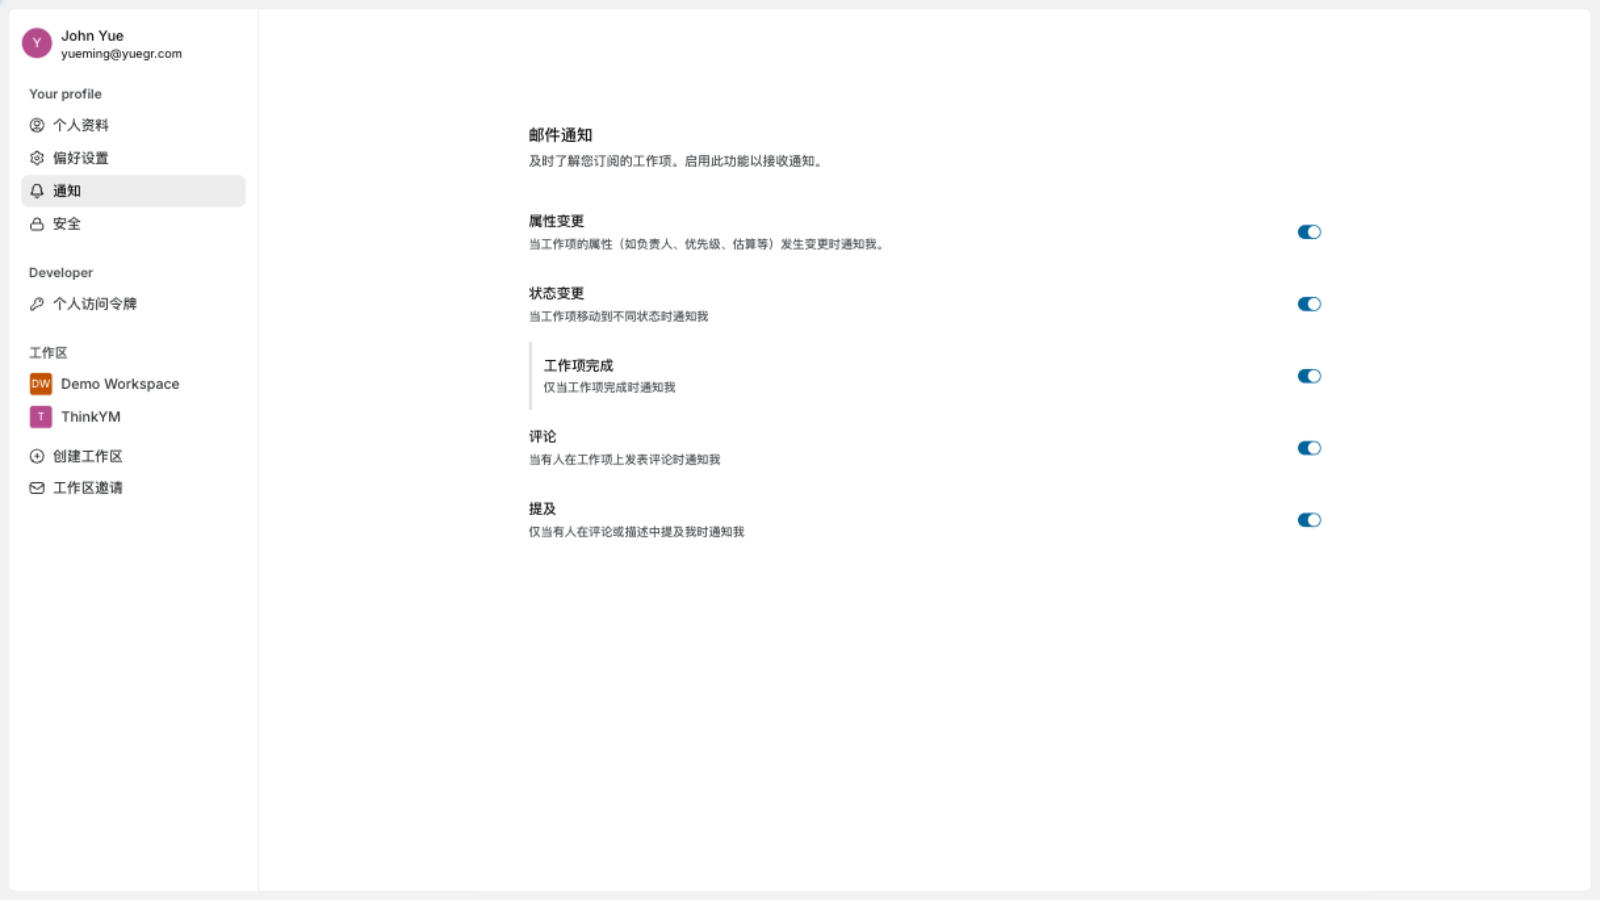 Y
John Yue
yueming@yuegr.com
Your profile
个人资料
偏好设置
通知
安全
Developer
个人访问令牌
工作区
DW Demo Workspace
T ThinkYM
创建工作区
工作区邀请
邮件通知
及时了解您订阅的工作项。启用此功能以接收通知。
属性变更
当工作项的属性（如负责人、优先级、估算等）发生变更时通知我。
状态变更
当工作项移动到不同状态时通知我
工作项完成
仅当工作项完成时通知我
评论
当有人在工作项上发表评论时通知我
提及
仅当有人在评论或描述中提及我时通知我